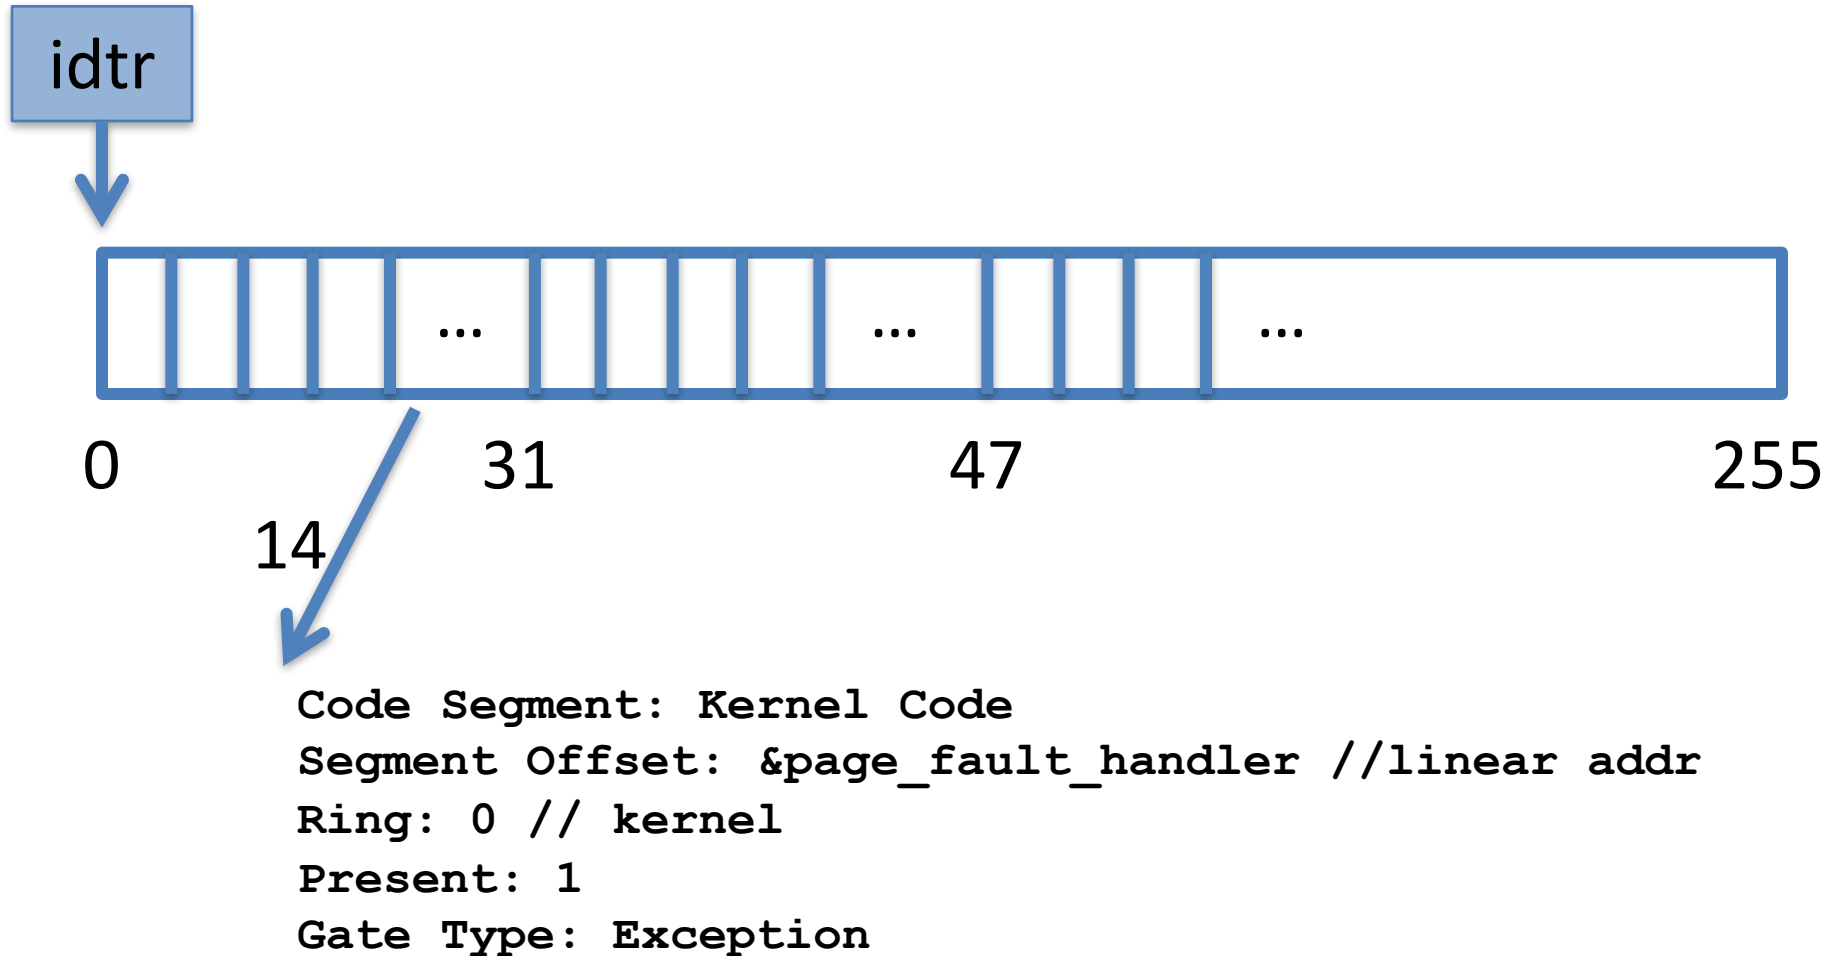 idtr
... ... ...
0 31 47 255
14
Code Segment: Kernel Code
Segment Offset: &page_fault_handler //linear addr
Ring: 0 // kernel
Present: 1
Gate Type: Exception